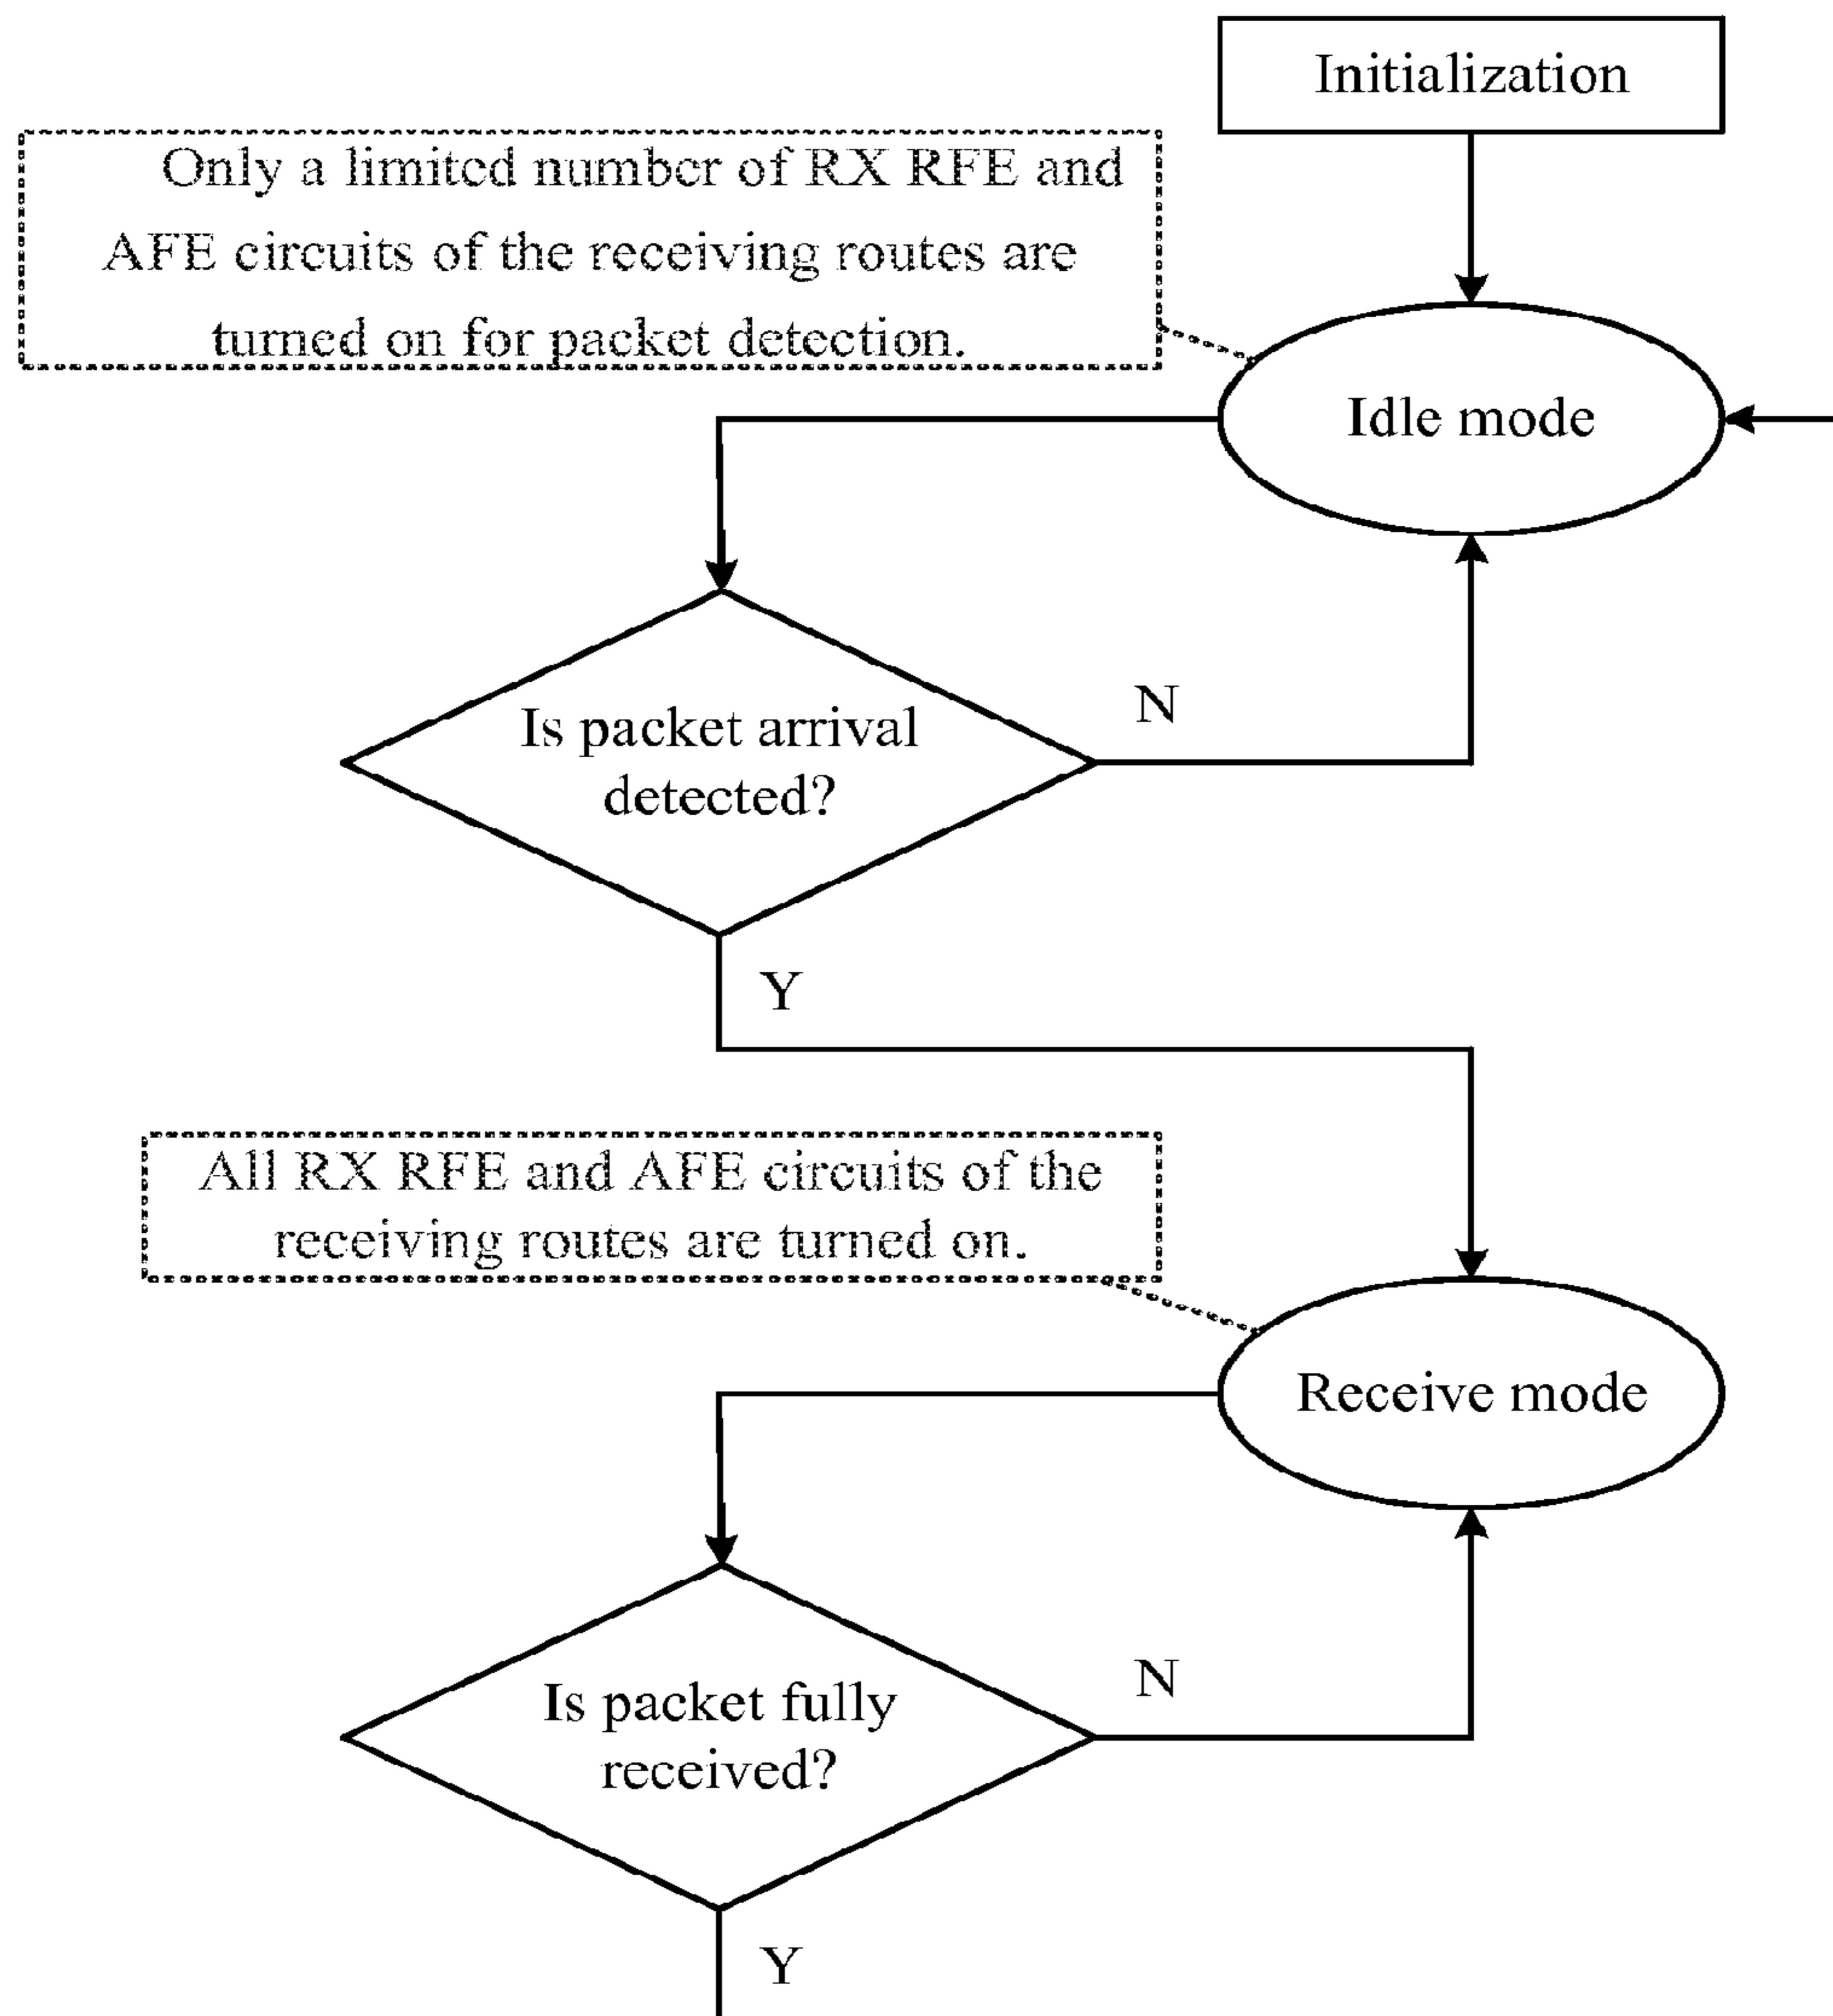 Initialization
Only a limited number of RX RFE and
AFE circuits of the receiving routes are
turned on for packet detection.
Idle mode
Is packet arrival
detected?
N
Y
All RX RFE and AFE circuits of the
receiving routes are turned on.
Receive mode
Is packet fully
received?
N
Y